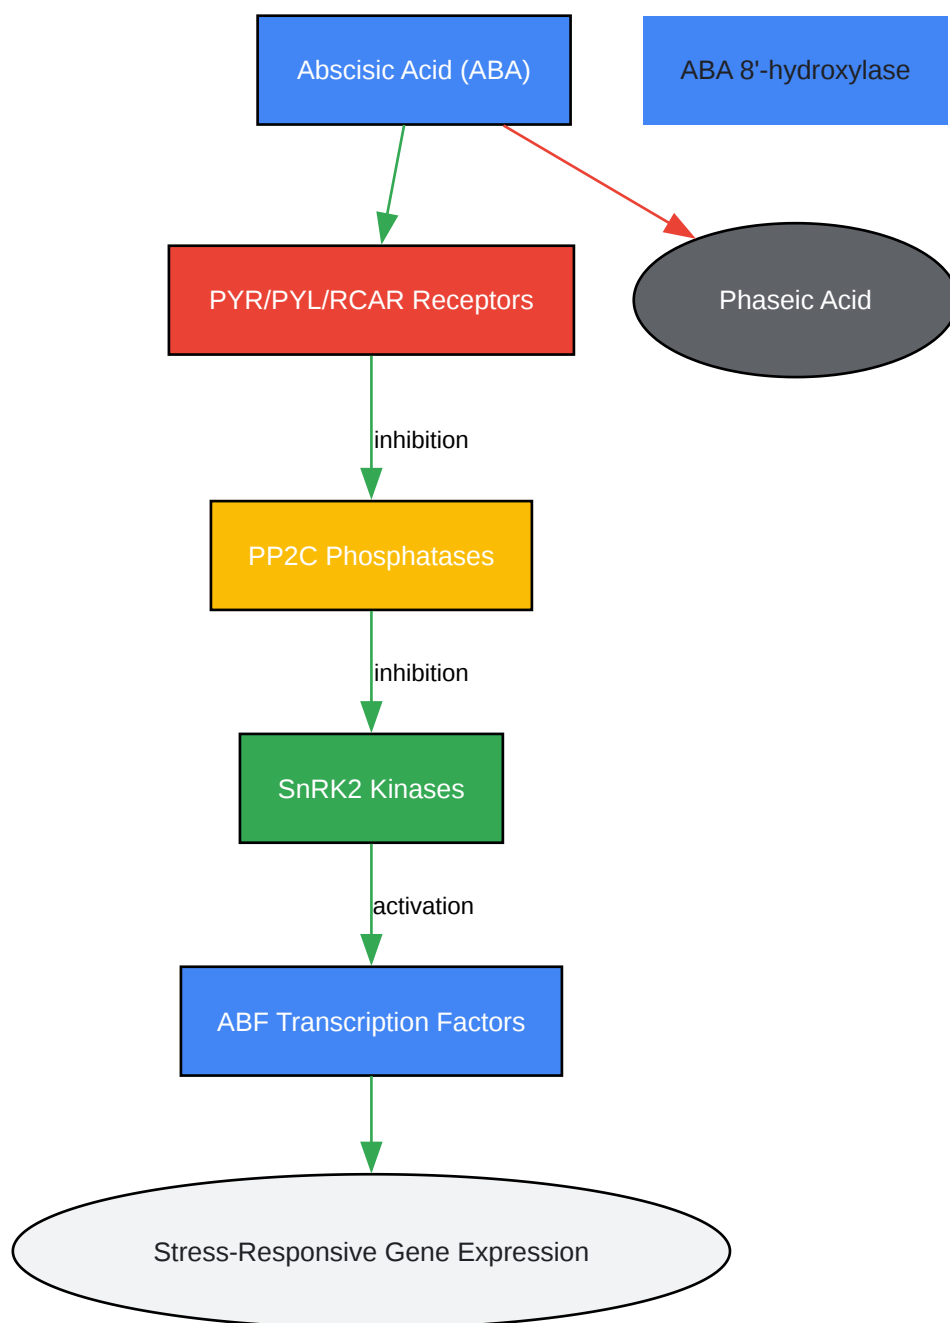 Abscisic Acid (ABA)
ABA 8'-hydroxylase
PYR/PYL/RCAR Receptors
Phaseic Acid
inhibition
PP2C Phosphatases
inhibition
SnRK2 Kinases
activation
ABF Transcription Factors
Stress-Responsive Gene Expression